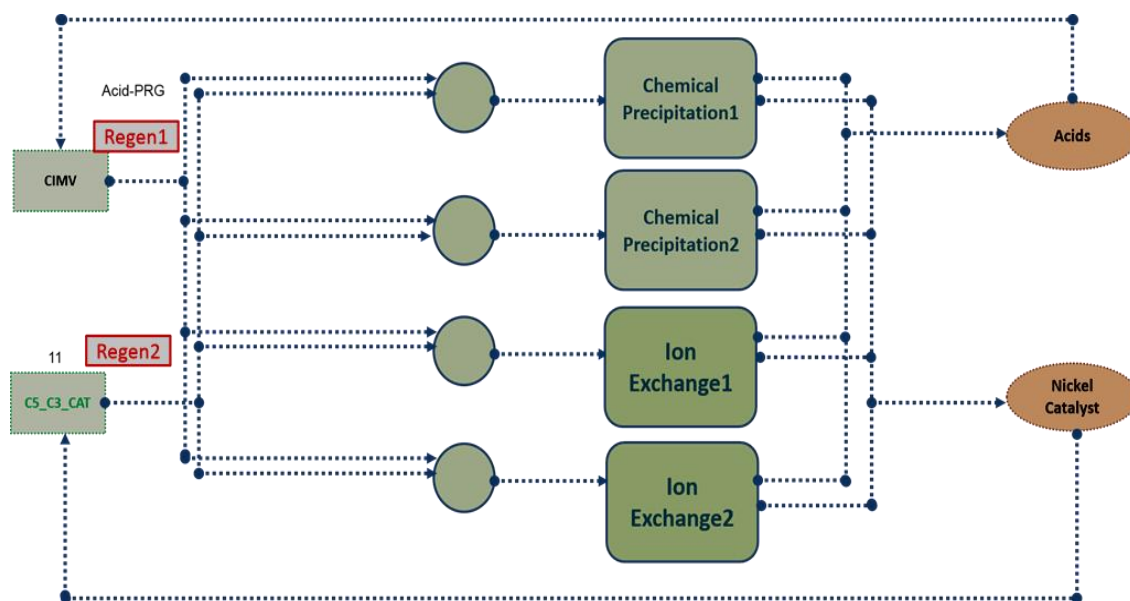 Acid-PRG
Regen1
CIMV
11
Regen2
C5_C3_CAT
Chemical
Precipitation1
Chemical
Precipitation2
Ion
Exchange1
Ion
Exchange2
Acids
Nickel
Catalyst